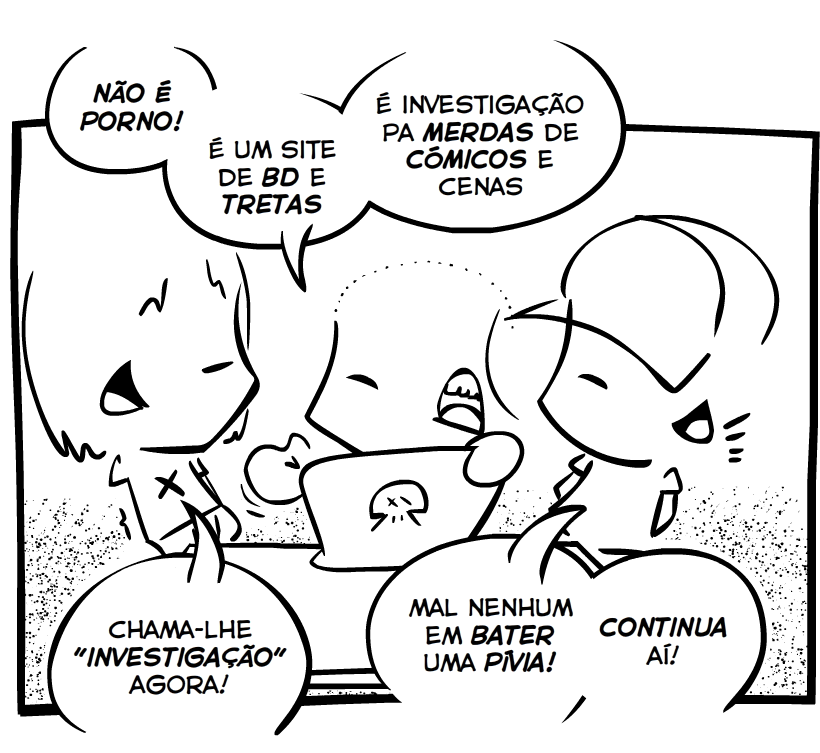 NÃO É
PORNO!
É UM SITE
DE BD E
TRETAS
É INVESTIGAÇÃO
PA MERDAS DE
CÓMICOS E
CENAS
CHAMA-LHE
"INVESTIGAÇÃO"
AGORA!
MAL NENHUM
EM BATER
UMA PÍVIA!
CONTINUA
AÍ!